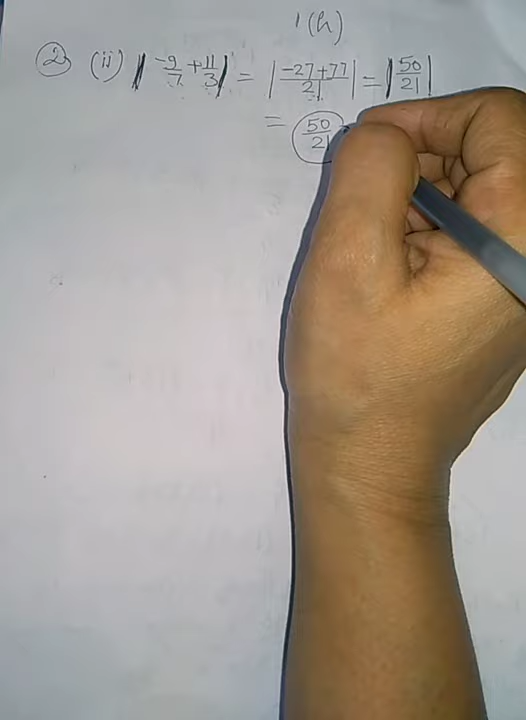 1(h)
② (ii) |-9/7 + 11/3| = |-27+77/21| = |50/21|
= 50/21